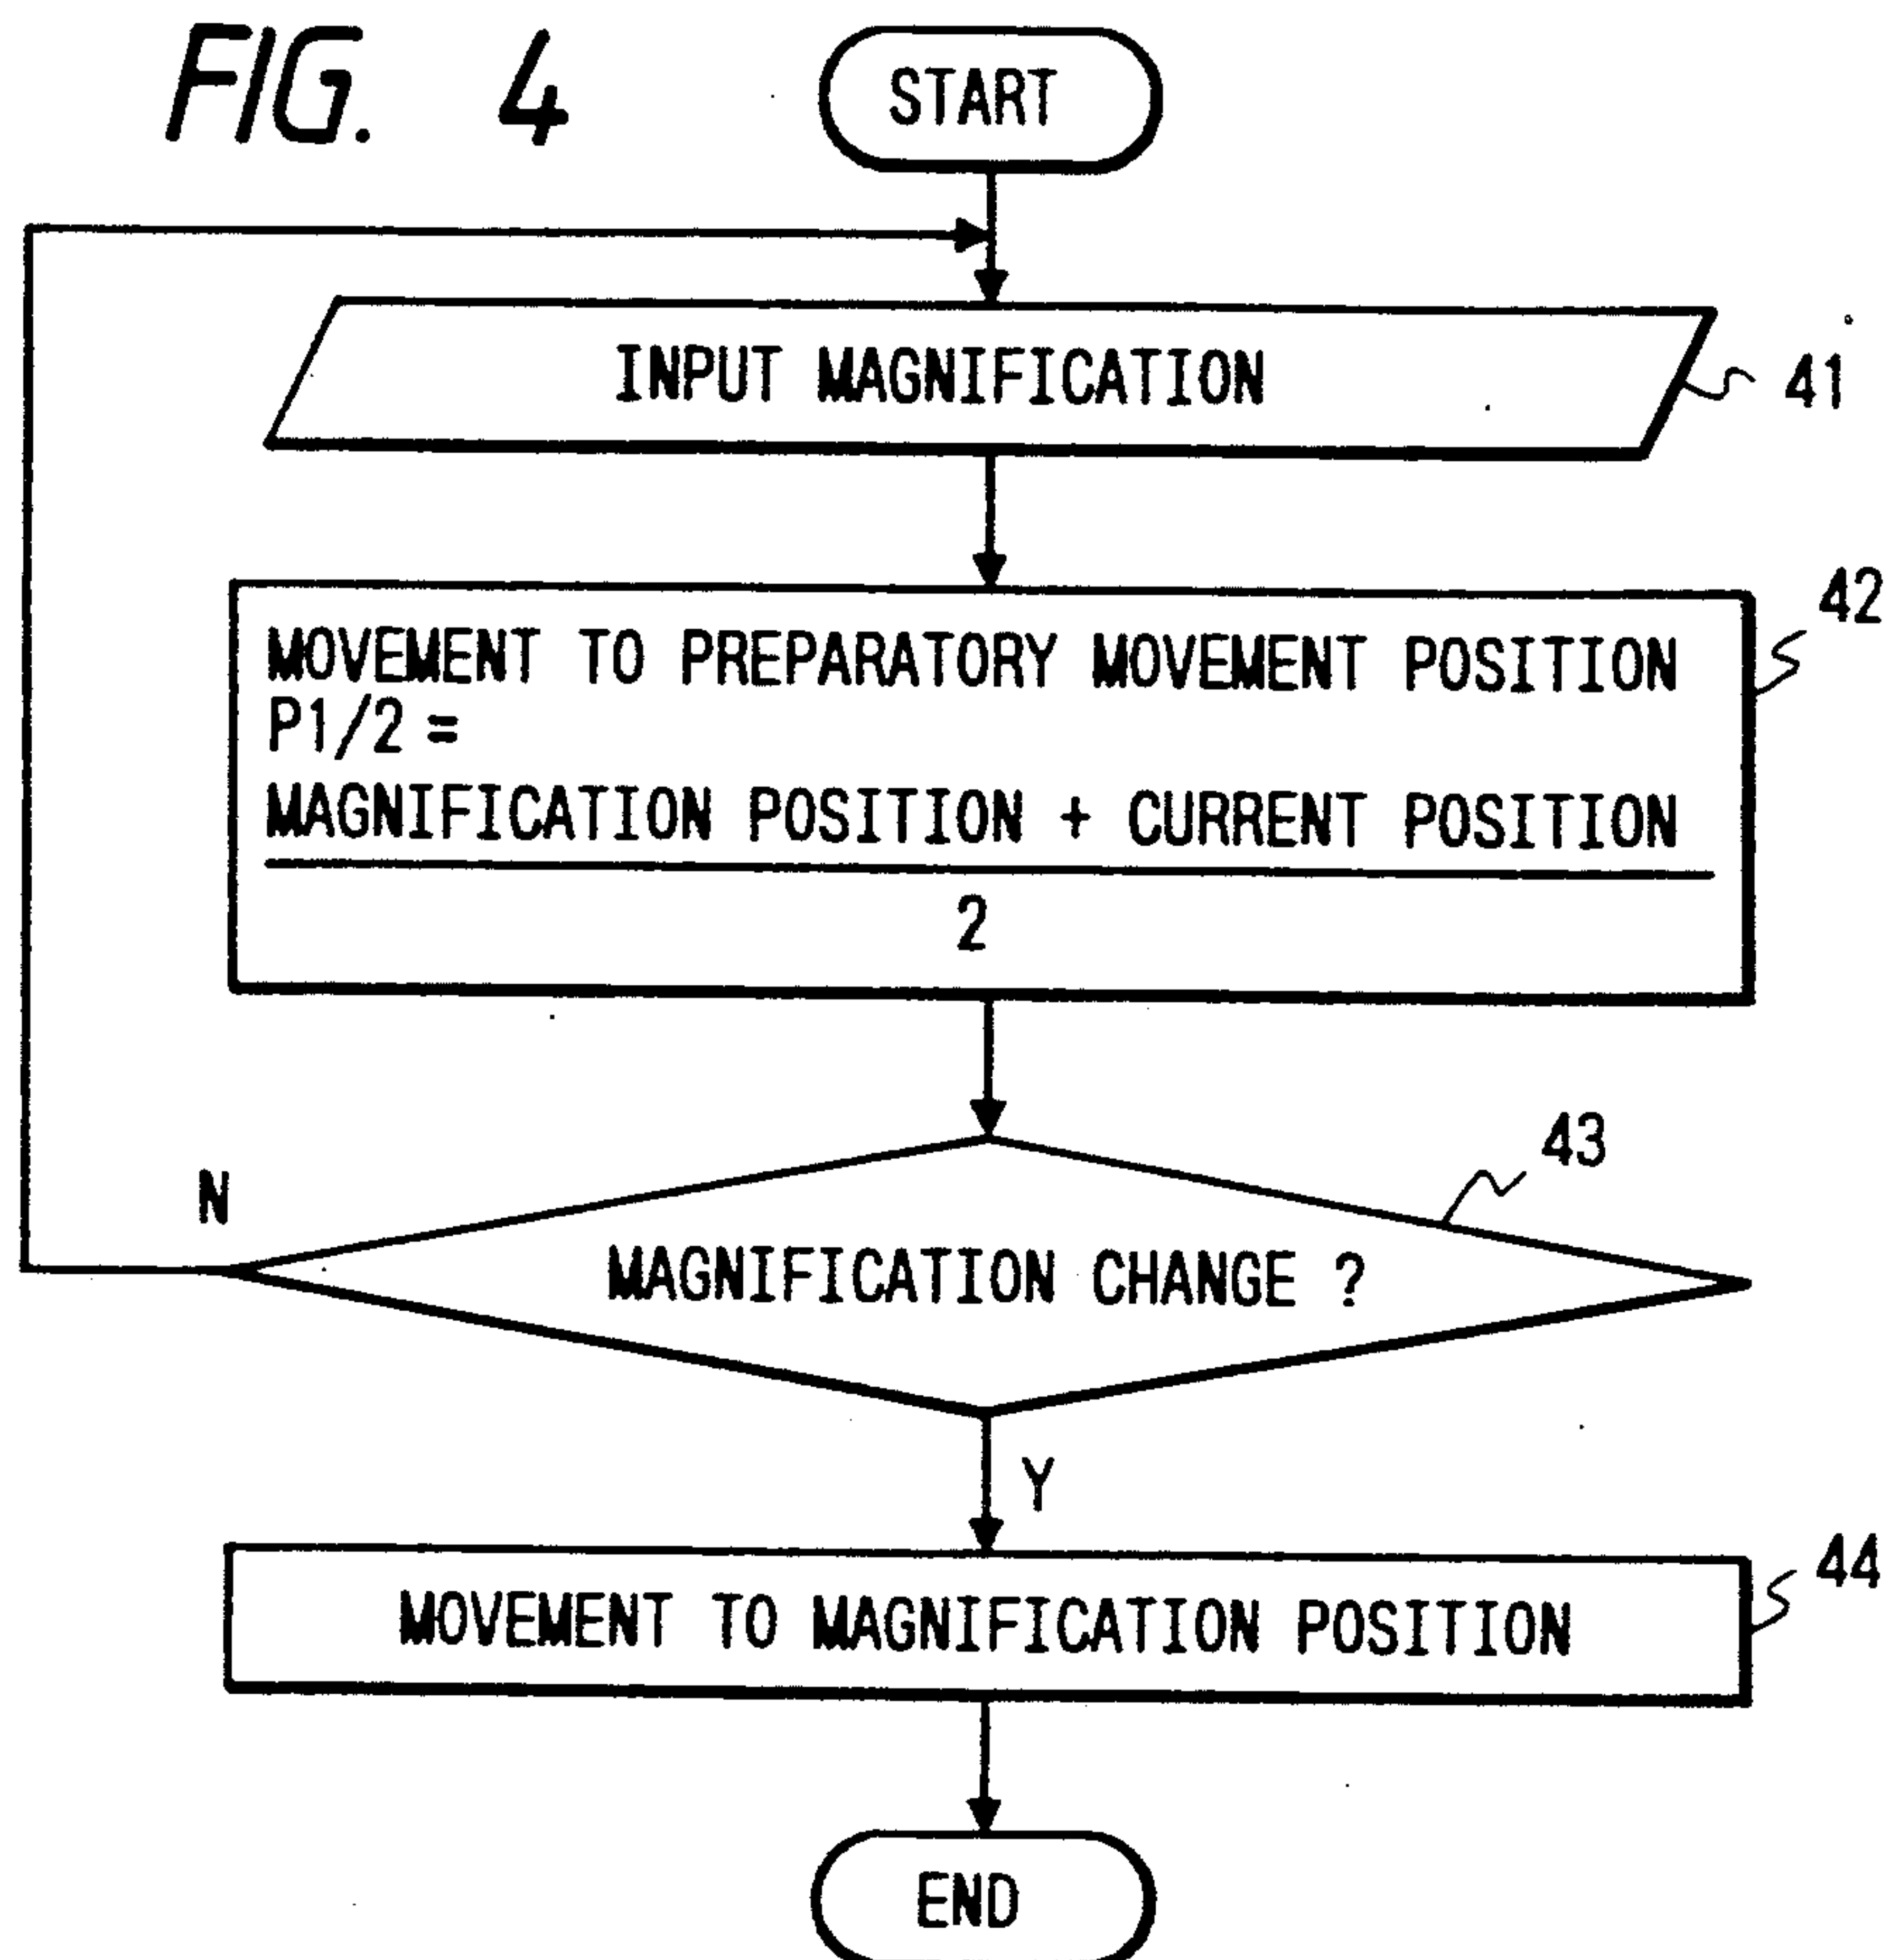 FIG. 4
START
INPUT MAGNIFICATION
41
42
MOVEMENT TO PREPARATORY MOVEMENT POSITION
P1/2 =
MAGNIFICATION POSITION + CURRENT POSITION
2
43
N
MAGNIFICATION CHANGE ?
Y
44
MOVEMENT TO MAGNIFICATION POSITION
END